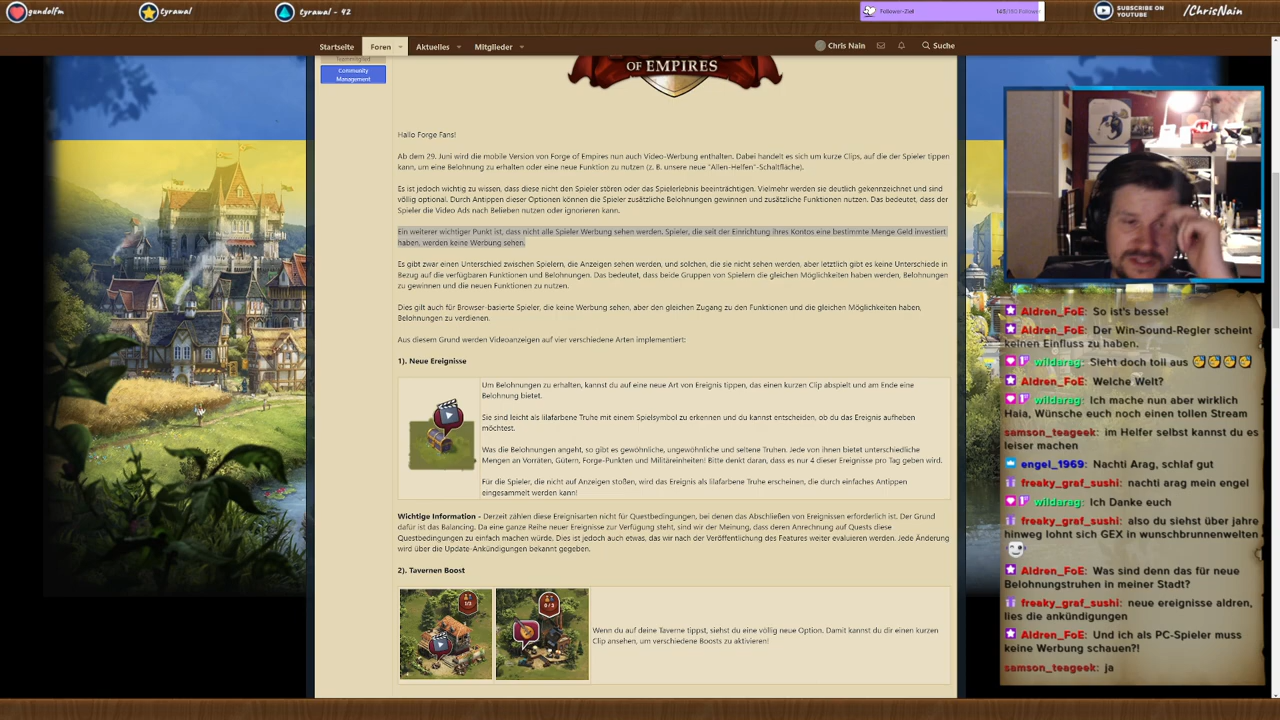 gundolfm
tyrawal
tyrawal - 42
Follower-Ziel
SUBSCRIBE ON
YOUTUBE
/ChrisNain
Startseite
Foren
Aktuelles
Mitglieder
Chris Nain
Suche
Community
Management
OF EMPIRES
Hallo Forge Fans!
Ab dem 29. Juni wird die mobile Version von Forge of Empires nun auch Video-Werbung enthalten. Dabei handelt es sich um kurze Clips, auf die der Spieler tippen
kann, um eine Belohnung zu erhalten oder eine neue Funktion zu nutzen (z. B. unsere neue "Allen-Helfen"-Schaltfläche).
Es ist jedoch wichtig zu wissen, dass diese nicht den Spieler stören oder das Spielerlebnis beeinträchtigen. Vielmehr werden sie deutlich gekennzeichnet und sind
völlig optional. Durch Antippen dieser Optionen können die Spieler zusätzliche Belohnungen gewinnen und zusätzliche Funktionen nutzen. Das bedeutet, dass der
Spieler die Video Ads nach Belieben nutzen oder ignorieren kann.
Ein weiterer wichtiger Punkt ist, dass nicht alle Spieler Werbung sehen werden. Spieler, die seit der Einrichtung ihres Kontos eine bestimmte Menge Geld investiert
haben, werden keine Werbung sehen.
Es gibt zwar einen Unterschied zwischen Spielern, die Anzeigen sehen werden, und solchen, die sie nicht sehen werden, aber letztlich gibt es keine Unterschiede in
Bezug auf die verfügbaren Funktionen und Belohnungen. Das bedeutet, dass beide Gruppen von Spielern die gleichen Möglichkeiten haben werden, Belohnungen
zu gewinnen und die neuen Funktionen zu nutzen.
Dies gilt auch für Browser-basierte Spieler, die keine Werbung sehen, aber den gleichen Zugang zu den Funktionen und die gleichen Möglichkeiten haben,
Belohnungen zu verdienen.
Aus diesem Grund werden Videoanzeigen auf vier verschiedene Arten implementiert:
1). Neue Ereignisse
Um Belohnungen zu erhalten, kannst du auf eine neue Art von Ereignis tippen, das einen kurzen Clip abspielt und am Ende eine
Belohnung bietet.
Sie sind leicht als lilafarbene Truhe mit einem Spielsymbol zu erkennen und du kannst entscheiden, ob du das Ereignis aufheben
möchtest.
Was die Belohnungen angeht, so gibt es gewöhnliche, ungewöhnliche und seltene Truhen. Jede von ihnen bietet unterschiedliche
Mengen an Vorräten, Gütern, Forge-Punkten und Militäreinheiten! Bitte denkt daran, dass es nur 4 dieser Ereignisse pro Tag geben wird.
Für die Spieler, die nicht auf Anzeigen stoßen, wird das Ereignis als lilafarbene Truhe erscheinen, die durch einfaches Antippen
eingesammelt werden kann!
Wichtige Information - Derzeit zählen diese Ereignisarten nicht für Questbedingungen, bei denen das Abschließen von Ereignissen erforderlich ist. Der Grund
dafür ist das Balancing. Da eine ganze Reihe neuer Ereignisse zur Verfügung steht, sind wir der Meinung, dass deren Anrechnung auf Quests diese
Questbedingungen zu einfach machen würde. Dies ist jedoch auch etwas, das wir nach der Veröffentlichung des Features weiter evaluieren werden. Jede Änderung
wird über die Update-Ankündigungen bekannt gegeben.
2). Tavernen Boost
Wenn du auf deine Taverne tippst, siehst du eine völlig neue Option. Damit kannst du dir einen kurzen
Clip ansehen, um verschiedene Boosts zu aktivieren!
Aldren_FoE: So ist's besse!
Aldren_FoE: Der Win-Sound-Regler scheint
keinen Einfluss zu haben.
wildarag: Sieht doch toll aus
Aldren_FoE: Welche Welt?
wildarag: Ich mache nun aber wirklich
Haia, Wünsche euch noch einen tollen Stream
samson_teageek: im Helfer selbst kannst du es
leiser machen
engel_1969: Nachti Arag, schlaf gut
freaky_graf_sushi: nachti arag mein engel
wildarag: Ich Danke euch
freaky_graf_sushi: also du siehst über jahre
hinweg lohnt sich GEX in wunschbrunnenwelten
Aldren_FoE: Was sind denn das für neue
Belohnungstruhen in meiner Stadt?
freaky_graf_sushi: neue ereignisse aldren,
lies die ankündigungen
Aldren_FoE: Und ich als PC-Spieler muss
keine Werbung schauen?!
samson_teageek: ja